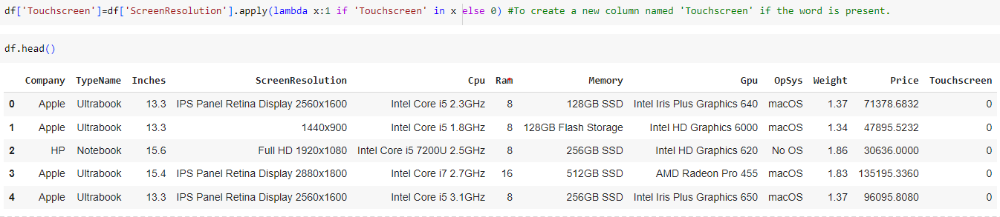 df['Touchscreen']=df['ScreenResolution'].apply(lambda x:1 if 'Touchscreen' in x else 0) #To create a new column named 'Touchscreen' if the word is present.
df.head()
Company TypeName Inches ScreenResolution Cpu Ram Memory Gpu OpSys Weight Price Touchscreen
0 Apple Ultrabook 13.3 IPS Panel Retina Display 2560x1600 Intel Core i5 2.3GHz 8 128GB SSD Intel Iris Plus Graphics 640 macOS 1.37 71378.6832 0
1 Apple Ultrabook 13.3 1440x900 Intel Core i5 1.8GHz 8 128GB Flash Storage Intel HD Graphics 6000 macOS 1.34 47895.5232 0
2 HP Notebook 15.6 Full HD 1920x1080 Intel Core i5 7200U 2.5GHz 8 256GB SSD Intel HD Graphics 620 No OS 1.86 30636.0000 0
3 Apple Ultrabook 15.4 IPS Panel Retina Display 2880x1800 Intel Core i7 2.7GHz 16 512GB SSD AMD Radeon Pro 455 macOS 1.83 135195.3360 0
4 Apple Ultrabook 13.3 IPS Panel Retina Display 2560x1600 Intel Core i5 3.1GHz 8 256GB SSD Intel Iris Plus Graphics 650 macOS 1.37 96095.8080 0